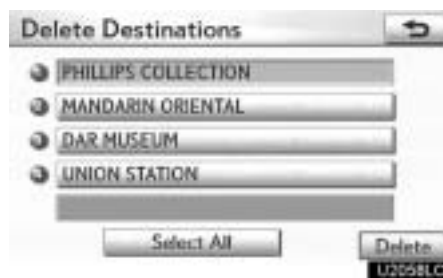 Delete Destinations
PHILLIPS COLLECTION
MANDARIN ORIENTAL
DAR MUSEUM
UNION STATION
Select All
Delete
U2058LC